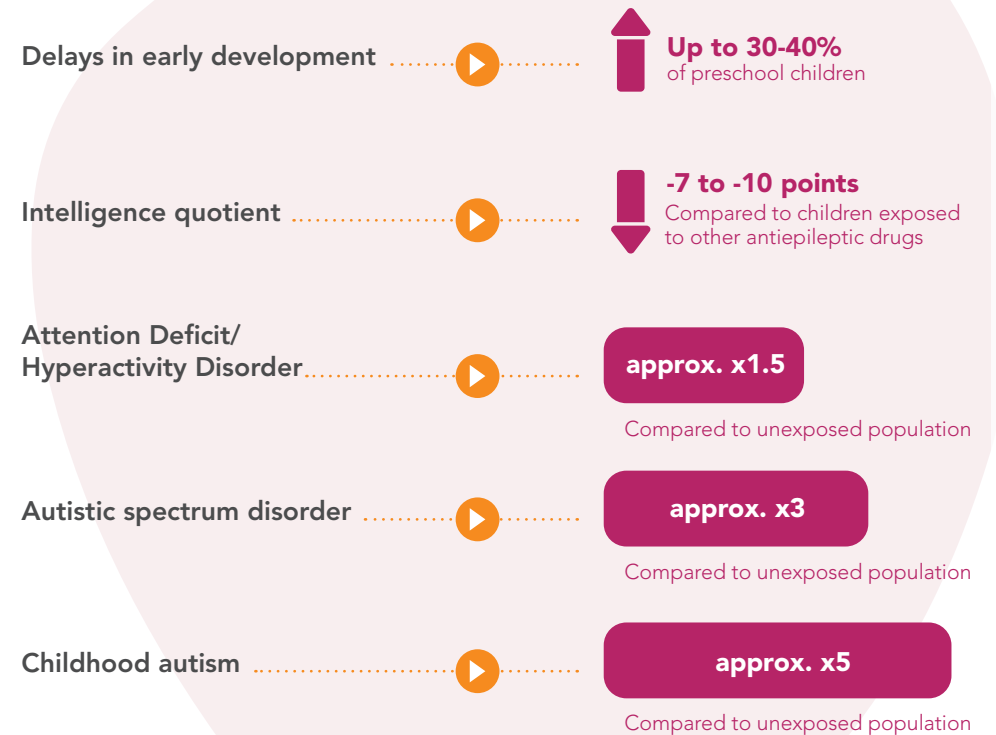 Delays in early development
Up to 30-40%
of preschool children
Intelligence quotient
-7 to -10 points
Compared to children exposed
to other antiepileptic drugs
Attention Deficit/
Hyperactivity Disorder
approx. x1.5
Compared to unexposed population
Autistic spectrum disorder
approx. x3
Compared to unexposed population
Childhood autism
approx. x5
Compared to unexposed population